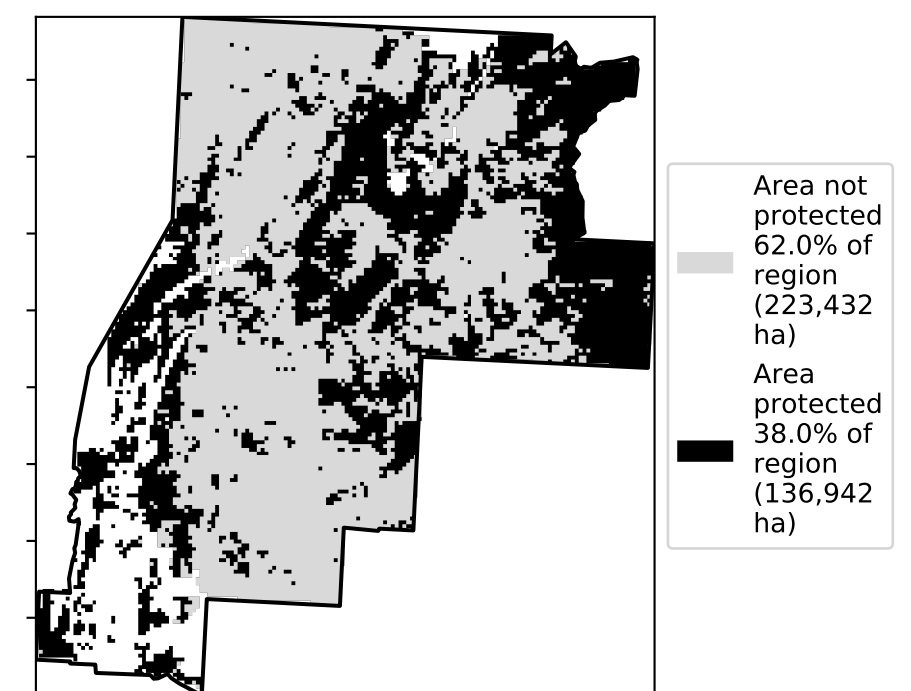 Area not
protected
62.0% of
region
(223,432
ha)
Area
protected
38.0% of
region
(136,942
ha)